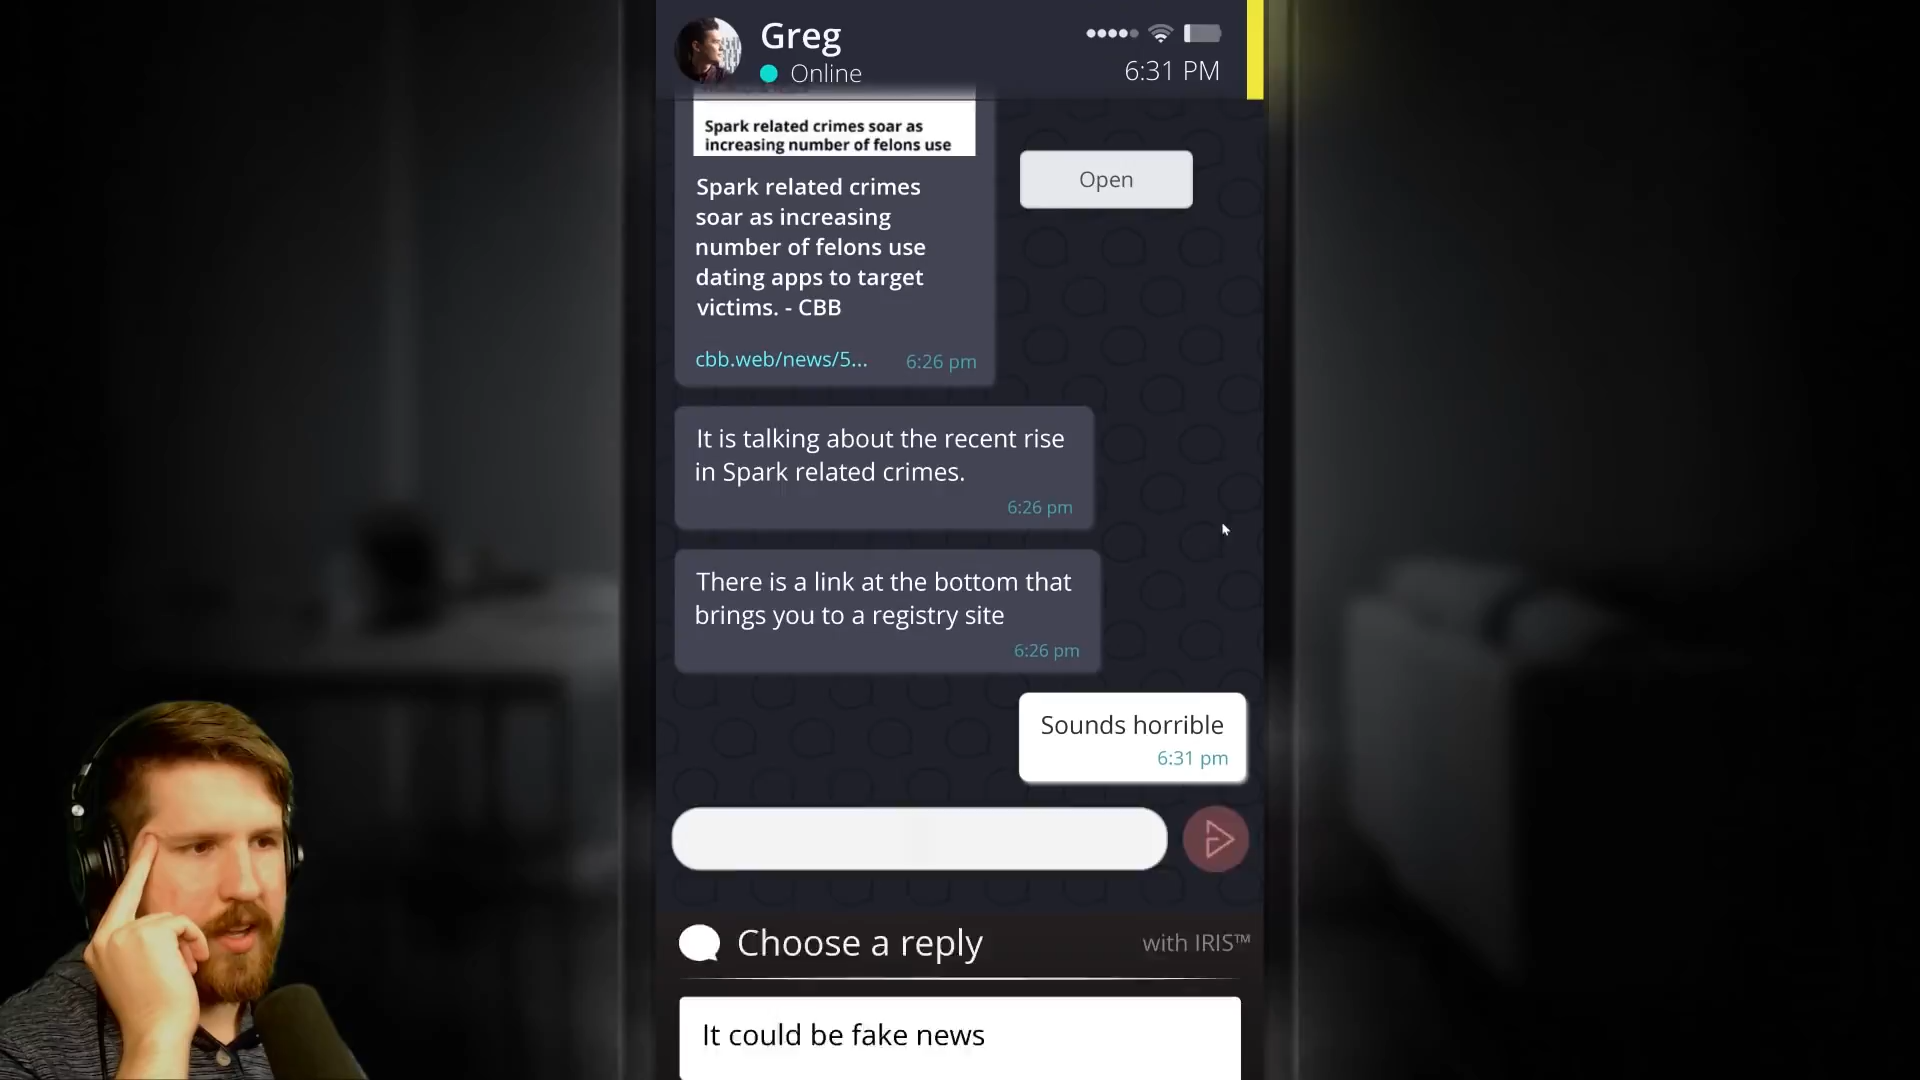 Greg
Online
6:31 PM
Spark related crimes soar as
increasing number of felons use
Spark related crimes
soar as increasing
number of felons use
dating apps to target
victims. - CBB
cbb.web/news/5...
6:26 pm
Open
It is talking about the recent rise
in Spark related crimes.
6:26 pm
There is a link at the bottom that
brings you to a registry site
6:26 pm
Sounds horrible
6:31 pm
Choose a reply
with IRIS™
It could be fake news